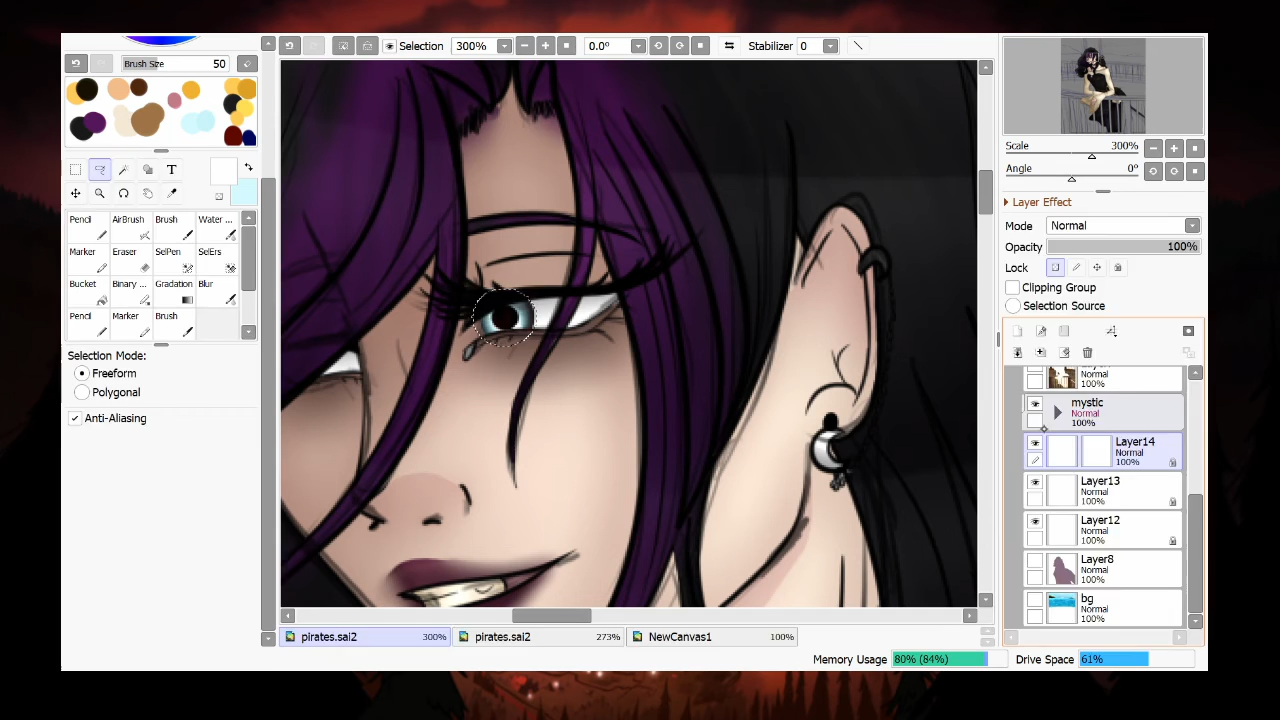 Selection 300% 0.0° Stabilizer 0
Brush Size 50
T
Pencil AirBrush Brush Water ...
Marker Eraser SelPen SelErs
Bucket Binary ... Gradation Blur
Pencil Marker Brush
Selection Mode:
Freeform
Polygonal
Anti-Aliasing
Scale 300%
Angle 0°
Layer Effect
Mode Normal
Opacity 100%
Lock
Clipping Group
Selection Source
Normal
100%
mystic
Normal
100%
Layer14
Normal
100%
Layer13
Normal
100%
Layer12
Normal
100%
Layer8
Normal
100%
bg
Normal
100%
pirates.sai2 300% pirates.sai2 273% NewCanvas1 100%
Memory Usage 80% (84%) Drive Space 61%